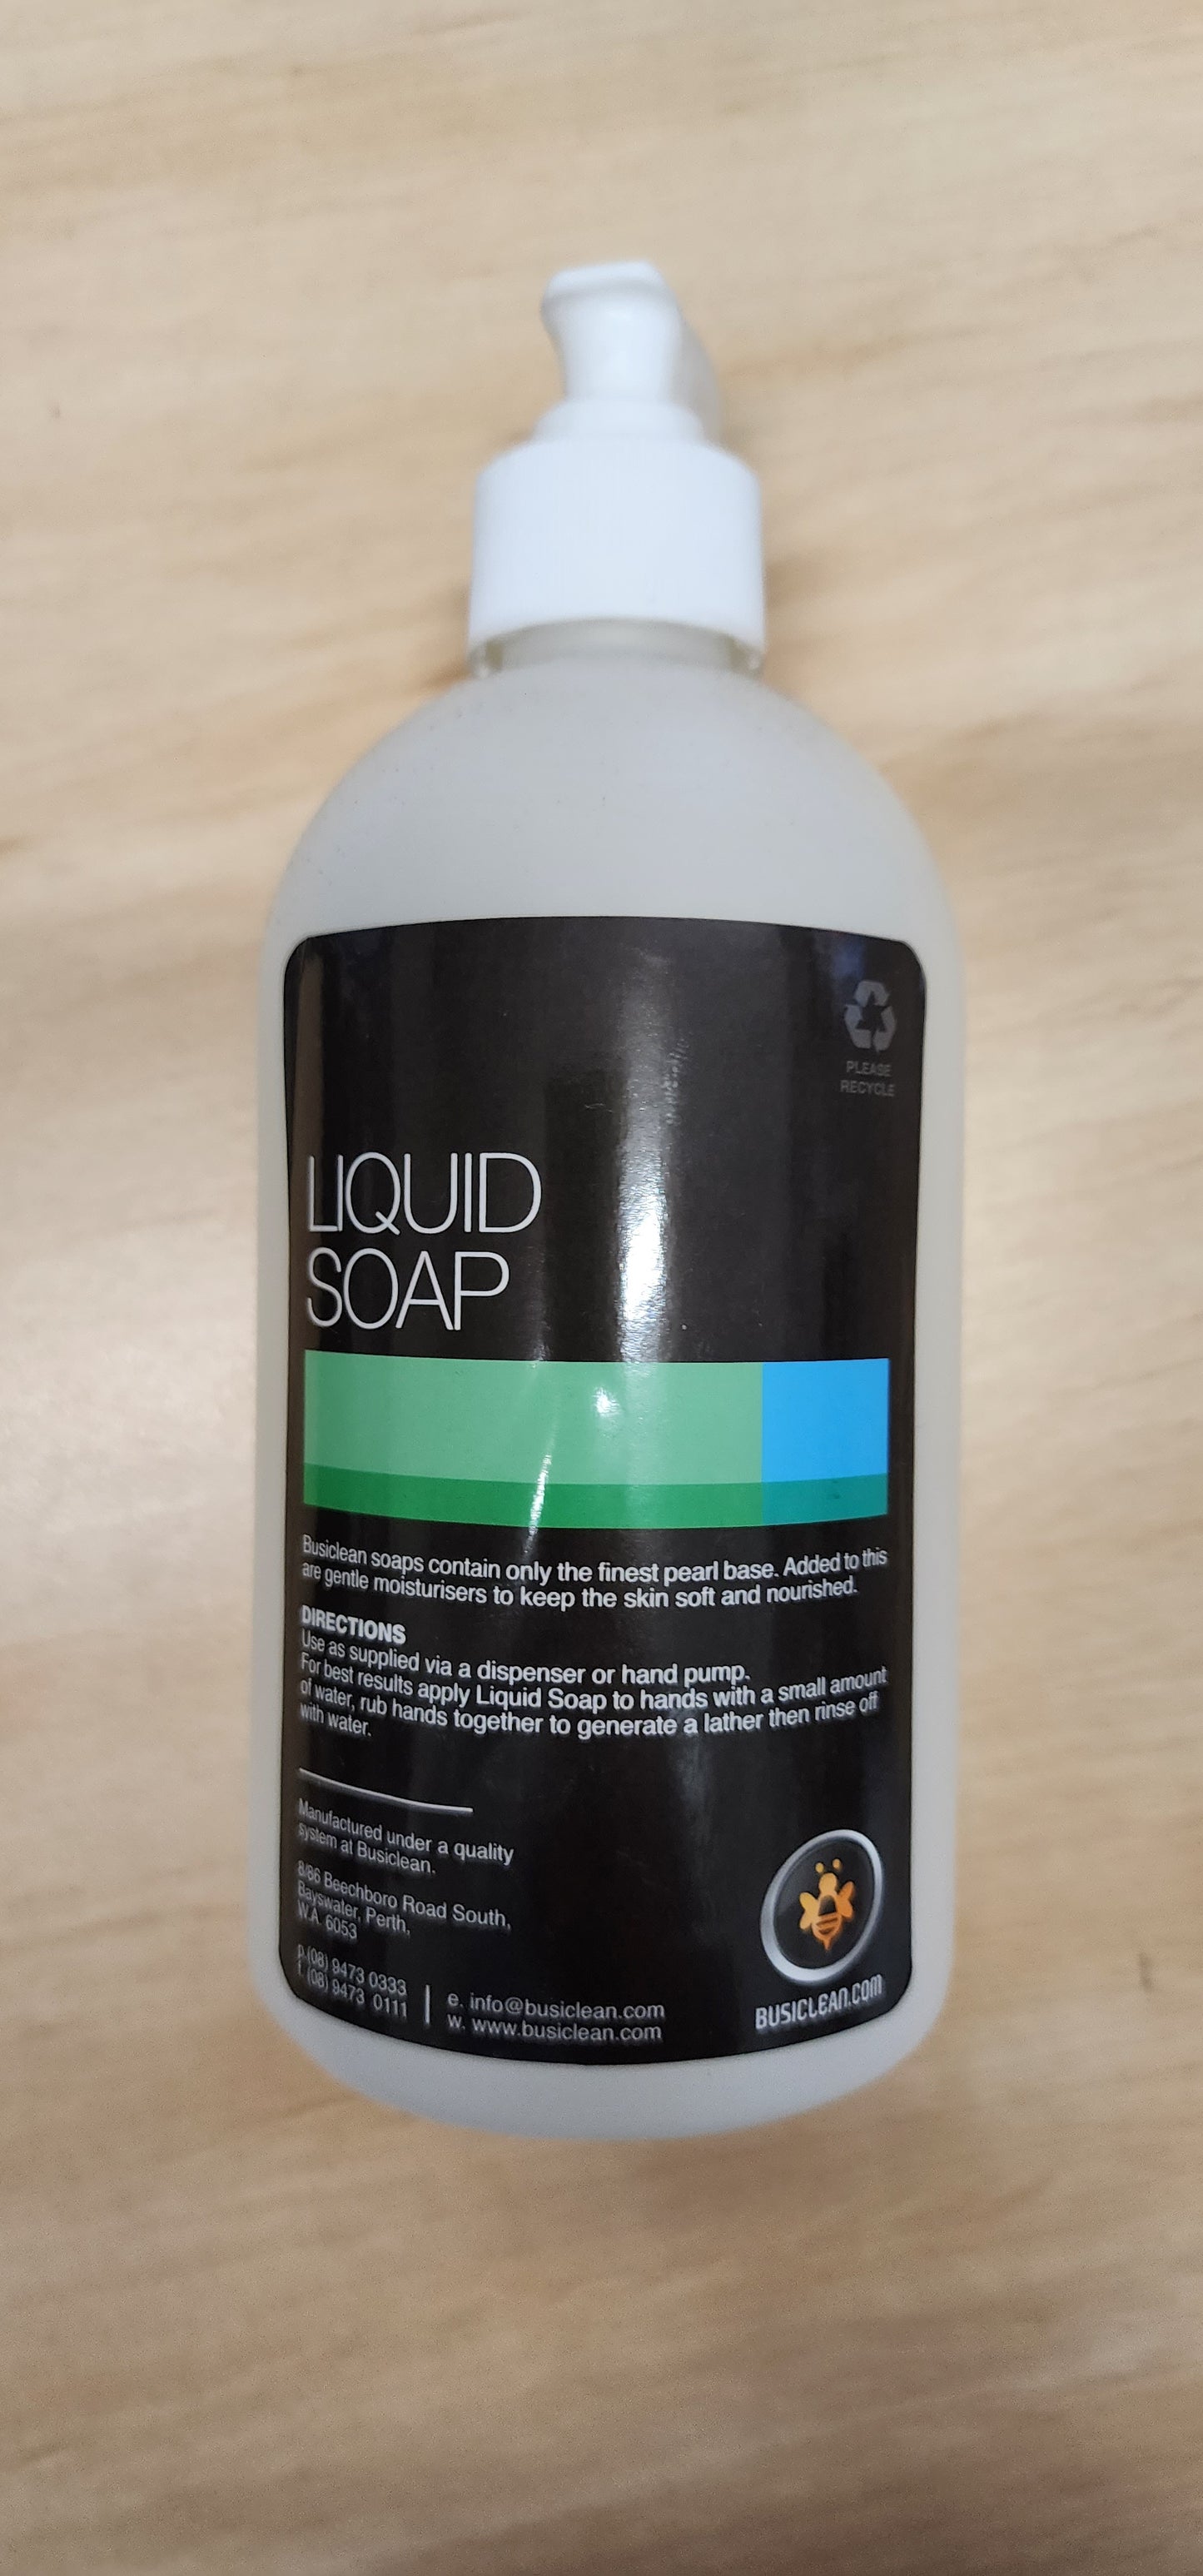 PLEASE
RECYCLE
LIQUID
SOAP
Busiclean soaps contain only the finest pearl base. Added to this
are gentle moisturisers to keep the skin soft and nourished.
DIRECTIONS
Use as supplied via a dispenser or hand pump.
For best results apply Liquid Soap to hands with a small amount
of water, rub hands together to generate a lather then rinse off
with water.
Manufactured under a quality
system at Busiclean.
8/66 Beechboro Road South,
Bayswater, Perth,
W.A. 6053
p. (08) 9473 0333
f. (08) 9473 0111
e. info@busiclean.com
w. www.busiclean.com
BUSICLEAN.COM